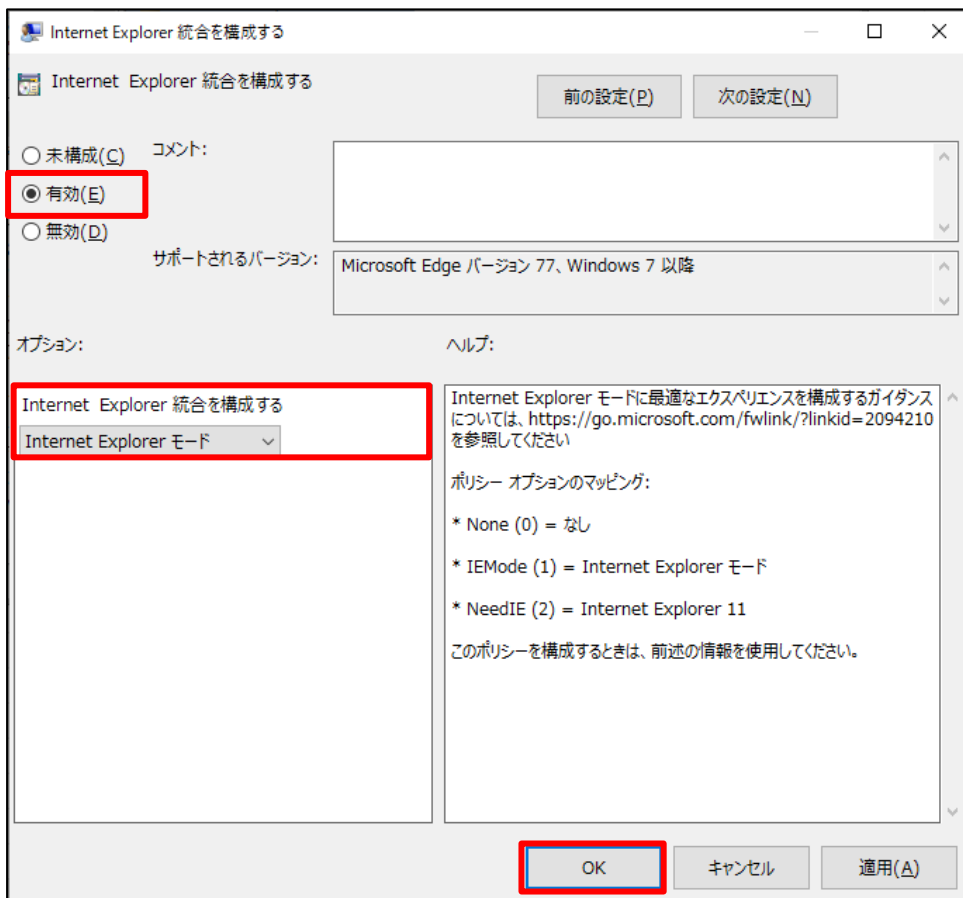 Internet Explorer 統合を構成する
Internet Explorer 統合を構成する
前の設定(P)
次の設定(N)
未構成(C)
有効(E)
無効(D)
コメント:
サポートされるバージョン:
Microsoft Edge バージョン 77、Windows 7 以降
オプション:
ヘルプ:
Internet Explorer 統合を構成する
Internet Explorer モード
Internet Explorer モードに最適なエクスペリエンスを構成するガイダンス
については、https://go.microsoft.com/fwlink/?linkid=2094210
を参照してください
ポリシー オプションのマッピング:
* None (0) = なし
* IEMode (1) = Internet Explorer モード
* NeedIE (2) = Internet Explorer 11
このポリシーを構成するときは、前述の情報を使用してください。
OK
キャンセル
適用(A)